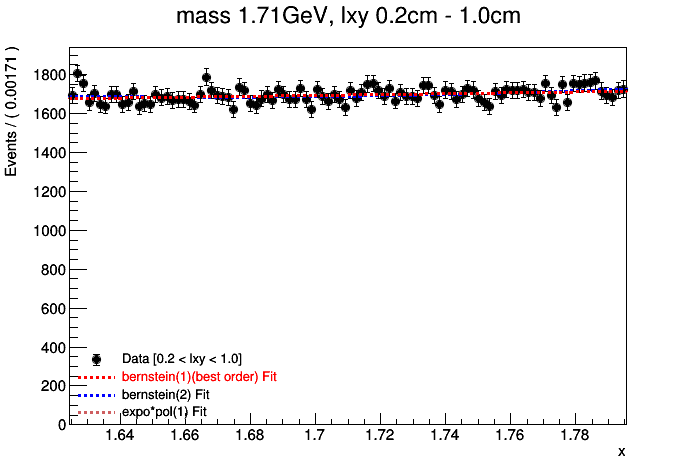 mass 1.71GeV, lxy 0.2cm - 1.0cm
Events / ( 0.00171 )
1800
1600
1400
1200
1000
800
600
400
200
0
Data [0.2 < lxy < 1.0]
bernstein(1)(best order) Fit
bernstein(2) Fit
expo*pol(1) Fit
1.64 1.66 1.68 1.7 1.72 1.74 1.76 1.78
x